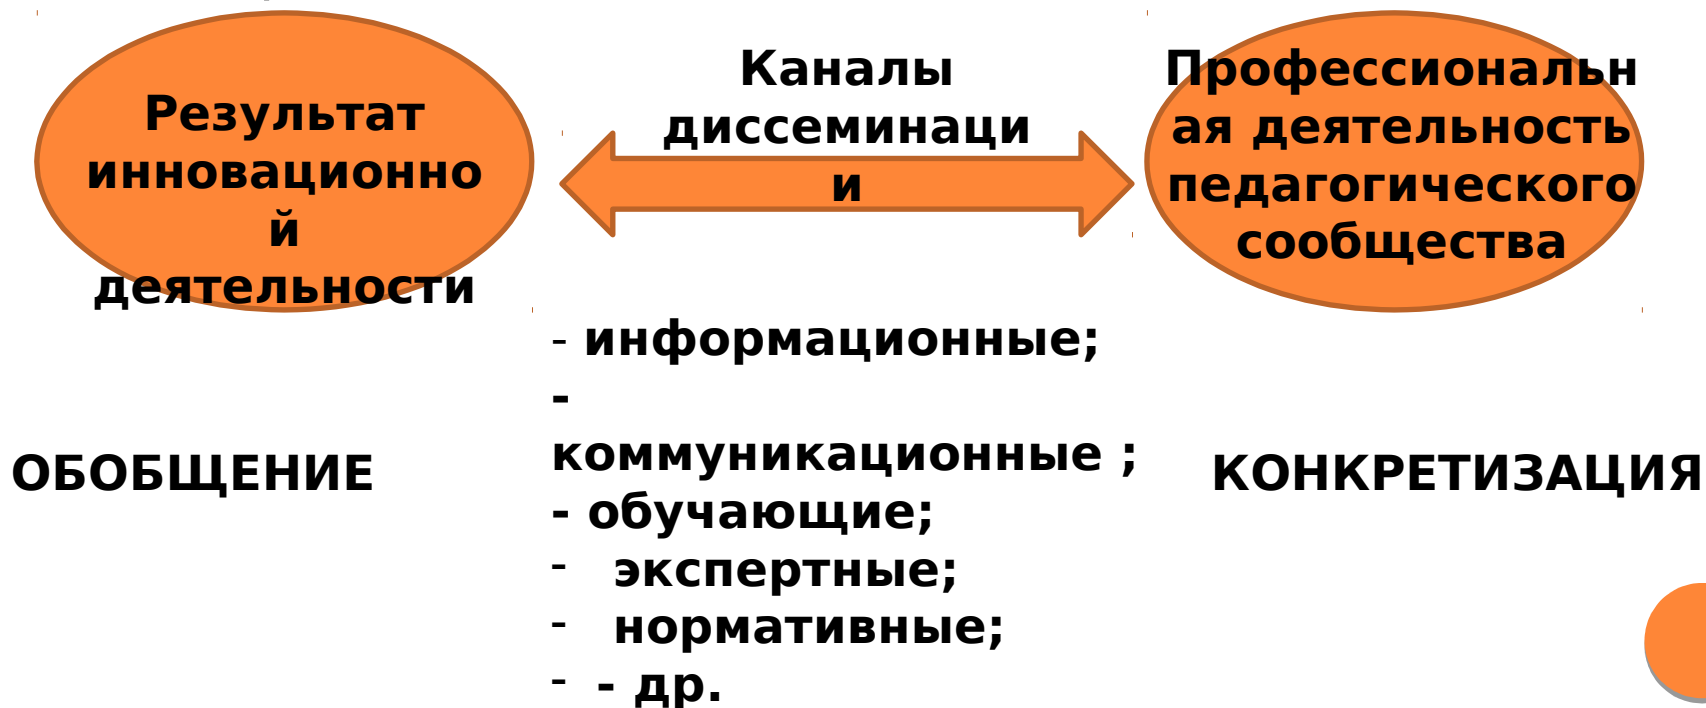 Результат
инновационно
й
деятельности
Каналы
диссеминаци
и
Профессиональн
ая деятельность
педагогического
сообщества
- информационные;
-
коммуникационные ;
- обучающие;
- экспертные;
- нормативные;
- - др.
ОБОБЩЕНИЕ
КОНКРЕТИЗАЦИЯ